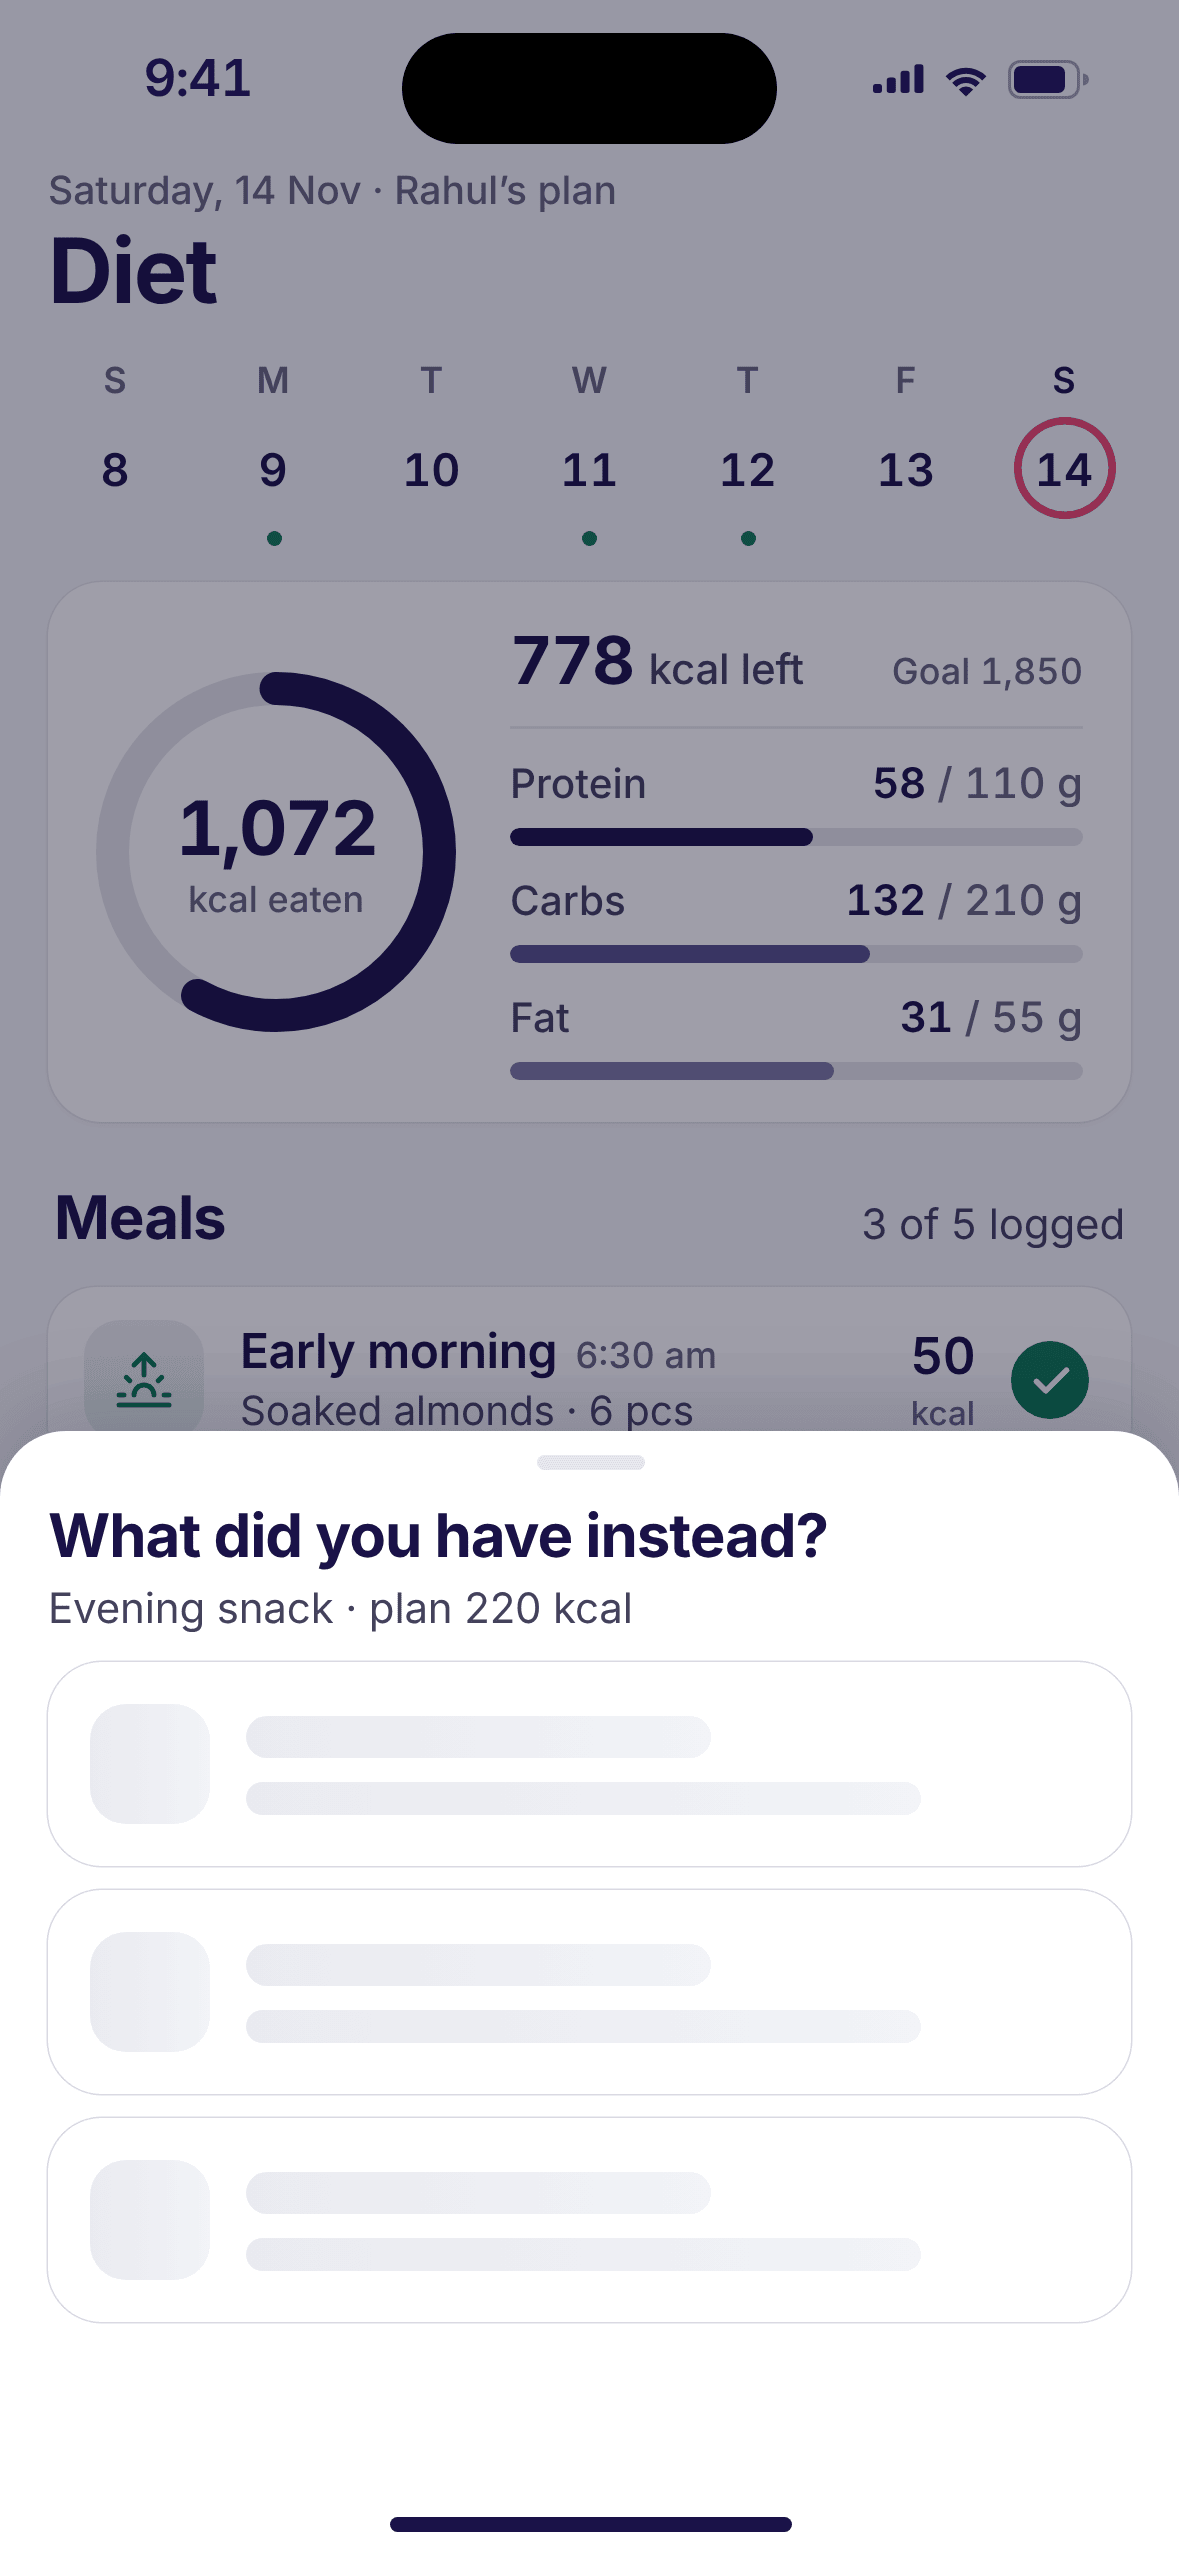 9:41
Saturday, 14 Nov · Rahul’s plan
Diet
S M T W T F S
8 9 10 11 12 13 14
778 kcal left Goal 1,850
1,072
kcal eaten
Protein 58 / 110 g
Carbs 132 / 210 g
Fat 31 / 55 g
Meals 3 of 5 logged
Early morning 6:30 am 50
Soaked almonds · 6 pcs kcal
What did you have instead?
Evening snack · plan 220 kcal